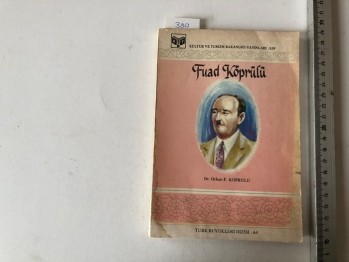 380
KÜLTÜR VE TURİZM BAKANLIĞI YAYINLARI
Fuad Köprülü
Dr. Orhan F. KÖPRÜLÜ
TÜRK BÜYÜKLERİ DİZİSİ